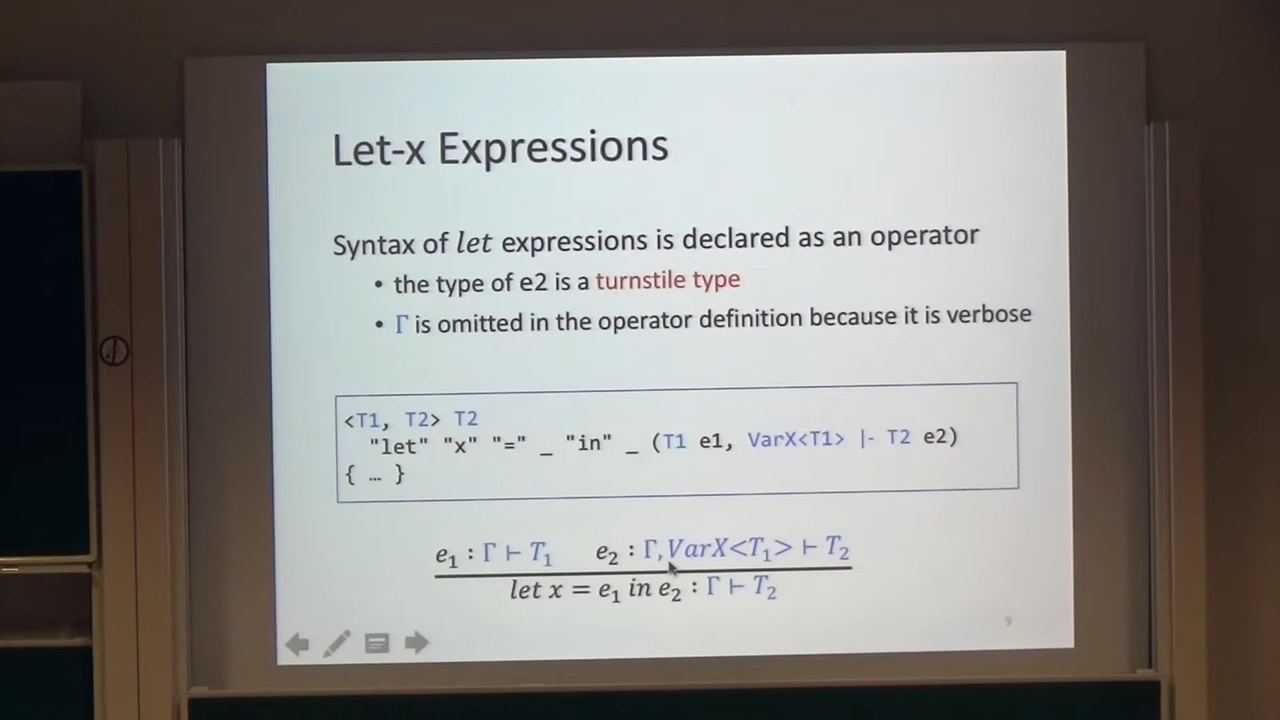 Let-x Expressions
Syntax of let expressions is declared as an operator
• the type of e2 is a turnstile type
• Γ is omitted in the operator definition because it is verbose
<T1, T2> T2
"let" "x" "=" _ "in" _ (T1 e1, VarX<T1> |- T2 e2)
{ … }
e₁ : Γ ⊢ T₁   e₂ : Γ, VarX<T₁> ⊢ T₂
let x = e₁ in e₂ : Γ ⊢ T₂
9